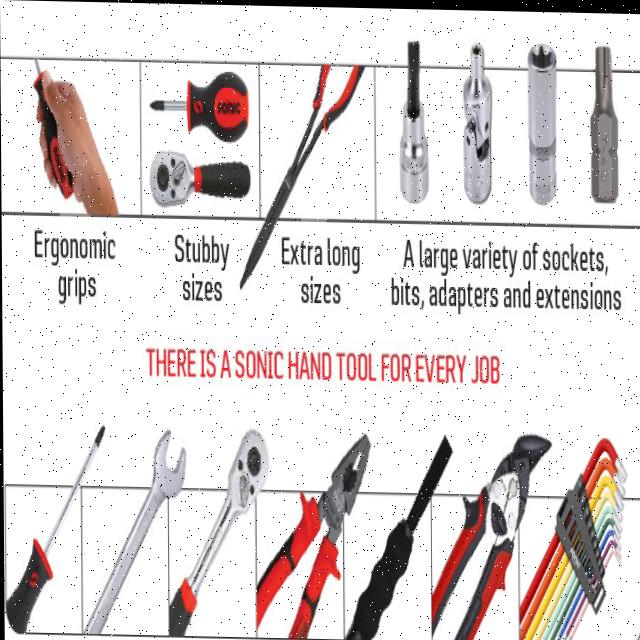 SONIC
Ergonomic
grips
Stubby
sizes
Extra long
sizes
A large variety of sockets,
bits, adapters and extensions
THERE IS A SONIC HAND TOOL FOR EVERY JOB